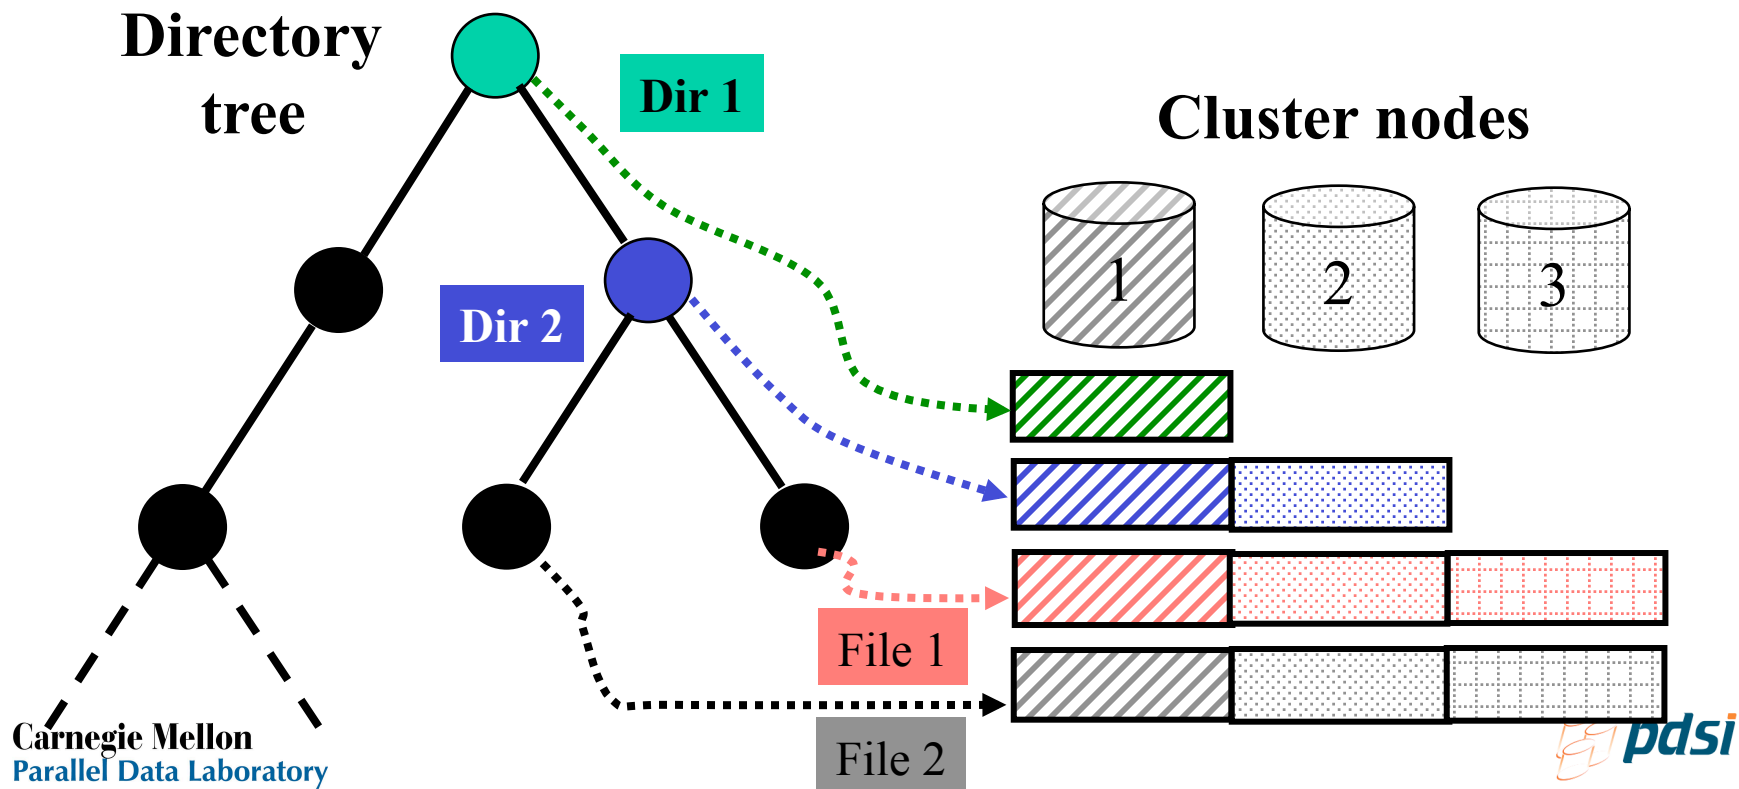 Directory
tree
Dir 1
Cluster nodes
1
2
3
Dir 2
File 1
File 2
Carnegie Mellon
Parallel Data Laboratory
pdsi